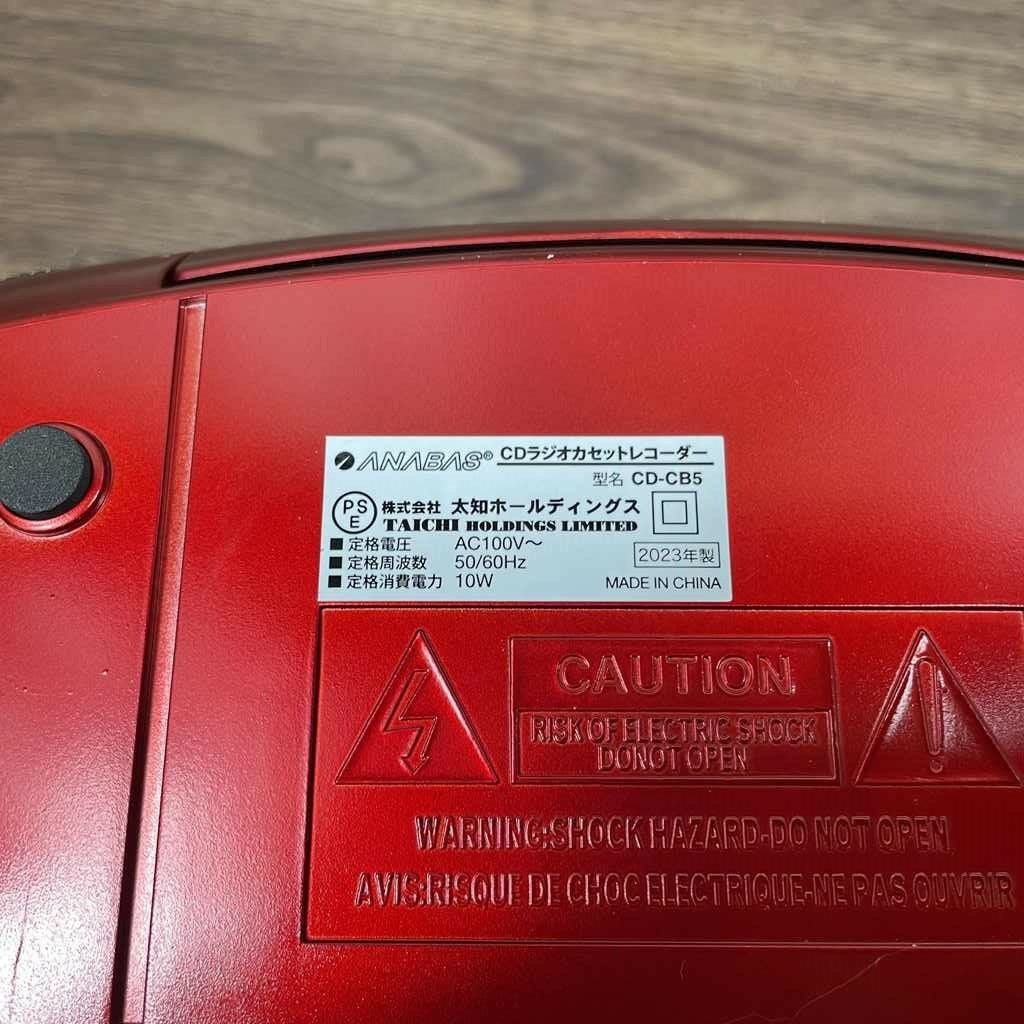 ANABAS® CDラジオカセットレコーダー
型名 CD-CB5
PSE 株式会社 太知ホールディングス
TAICHI HOLDINGS LIMITED
■定格電圧 AC100V～
■定格周波数 50/60Hz 2023年製
■定格消費電力 10W MADE IN CHINA
CAUTION
RISK OF ELECTRIC SHOCK
DONOT OPEN
WARNING:SHOCK HAZARD-DO NOT OPEN
AVIS:RISQUE DE CHOC ELECTRIQUE-NE PAS OUVRIR